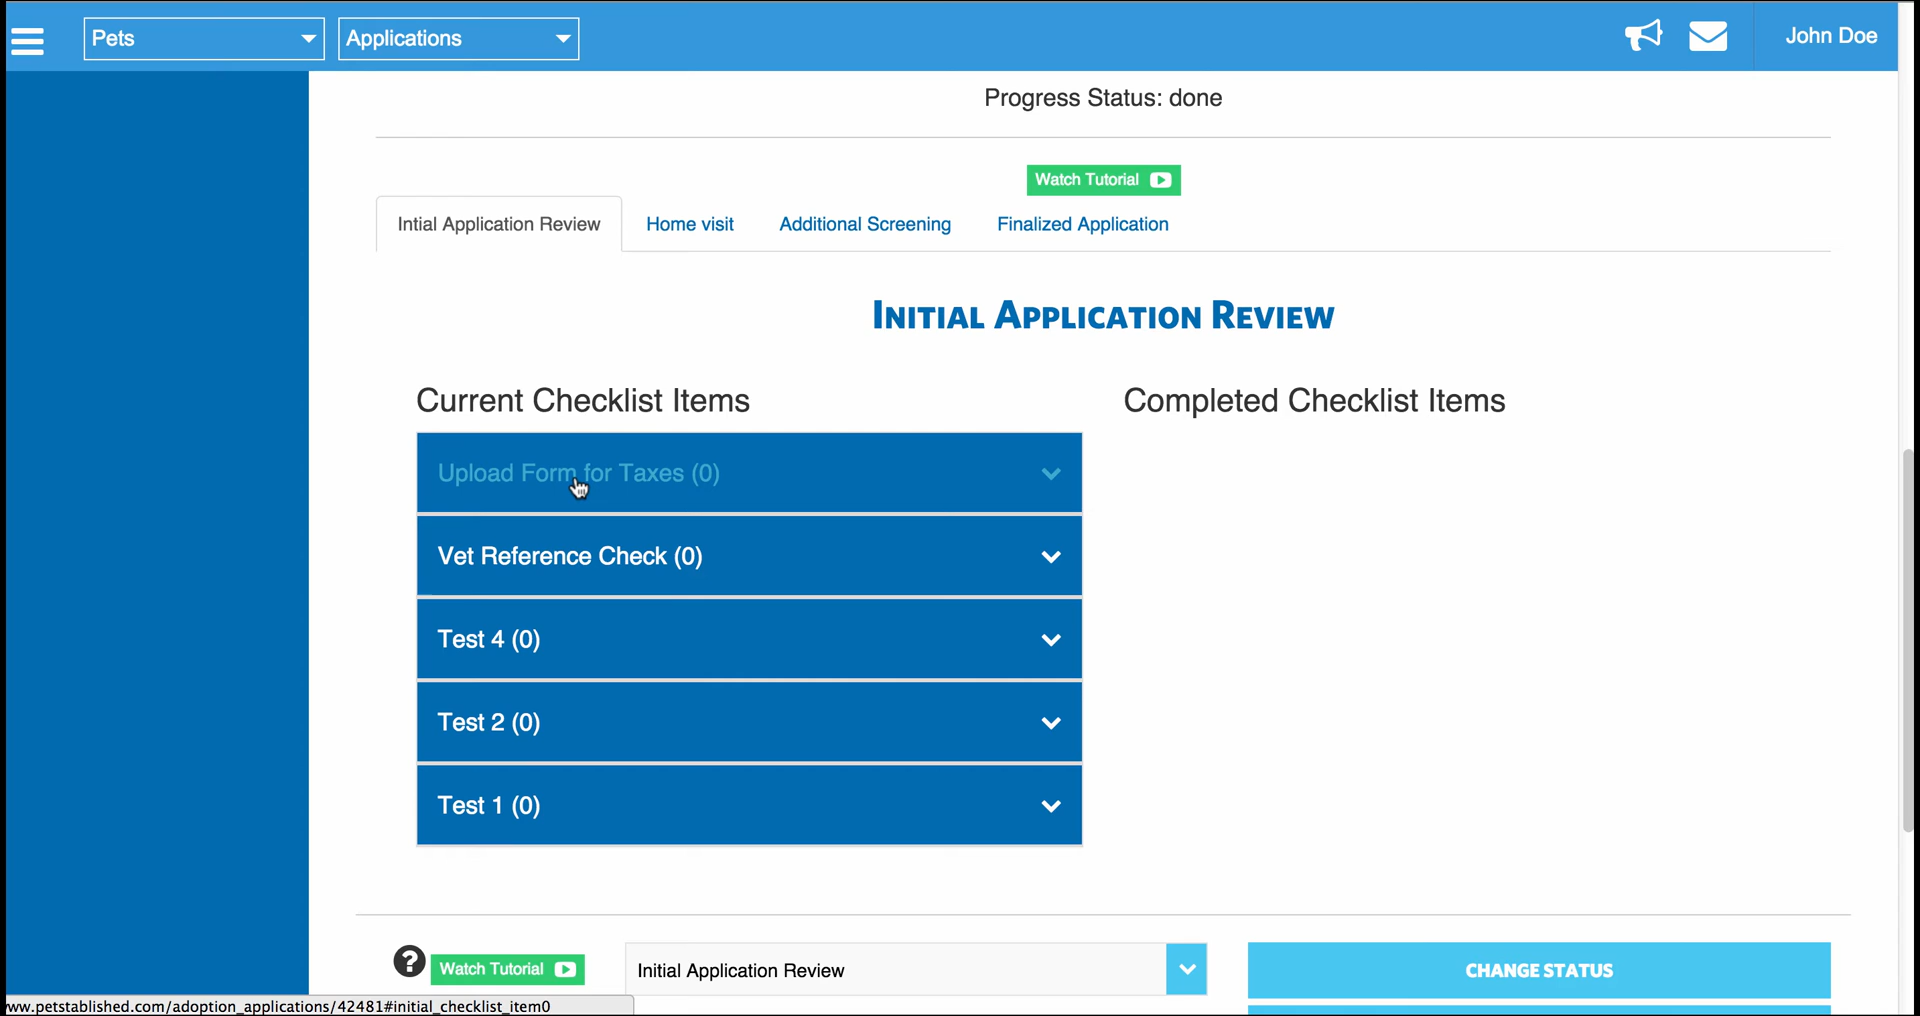 Pets
Applications
John Doe
Progress Status: done
Watch Tutorial
Intial Application Review
Home visit
Additional Screening
Finalized Application
Initial Application Review
Current Checklist Items
Completed Checklist Items
Upload Form for Taxes (0)
Vet Reference Check (0)
Test 4 (0)
Test 2 (0)
Test 1 (0)
?
Watch Tutorial
Initial Application Review
CHANGE STATUS
www.petstablished.com/adoption_applications/42481#initial_checklist_item0